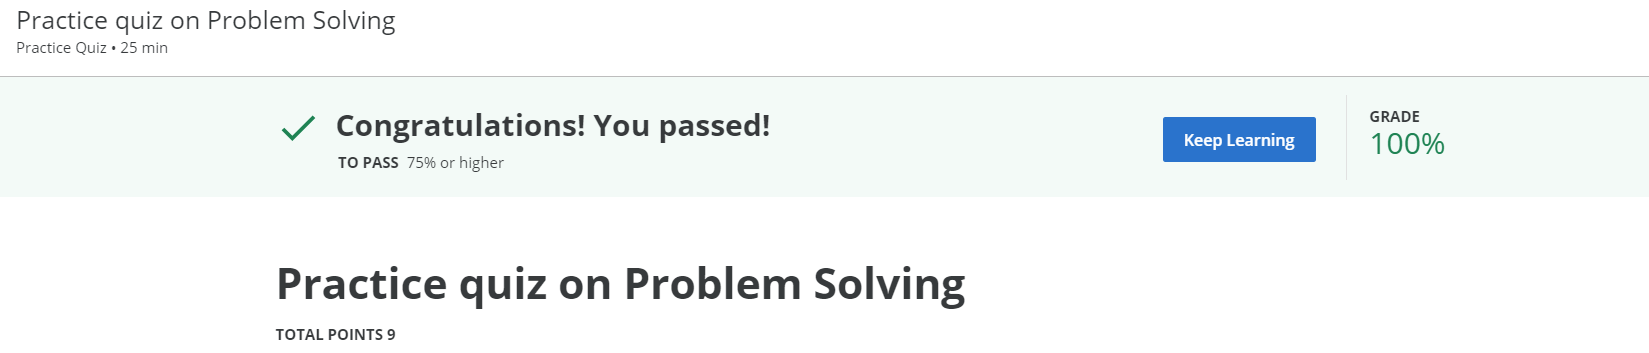 Practice quiz on Problem Solving
Practice Quiz • 25 min
Congratulations! You passed!
TO PASS 75% or higher
Keep Learning
GRADE
100%
Practice quiz on Problem Solving
TOTAL POINTS 9